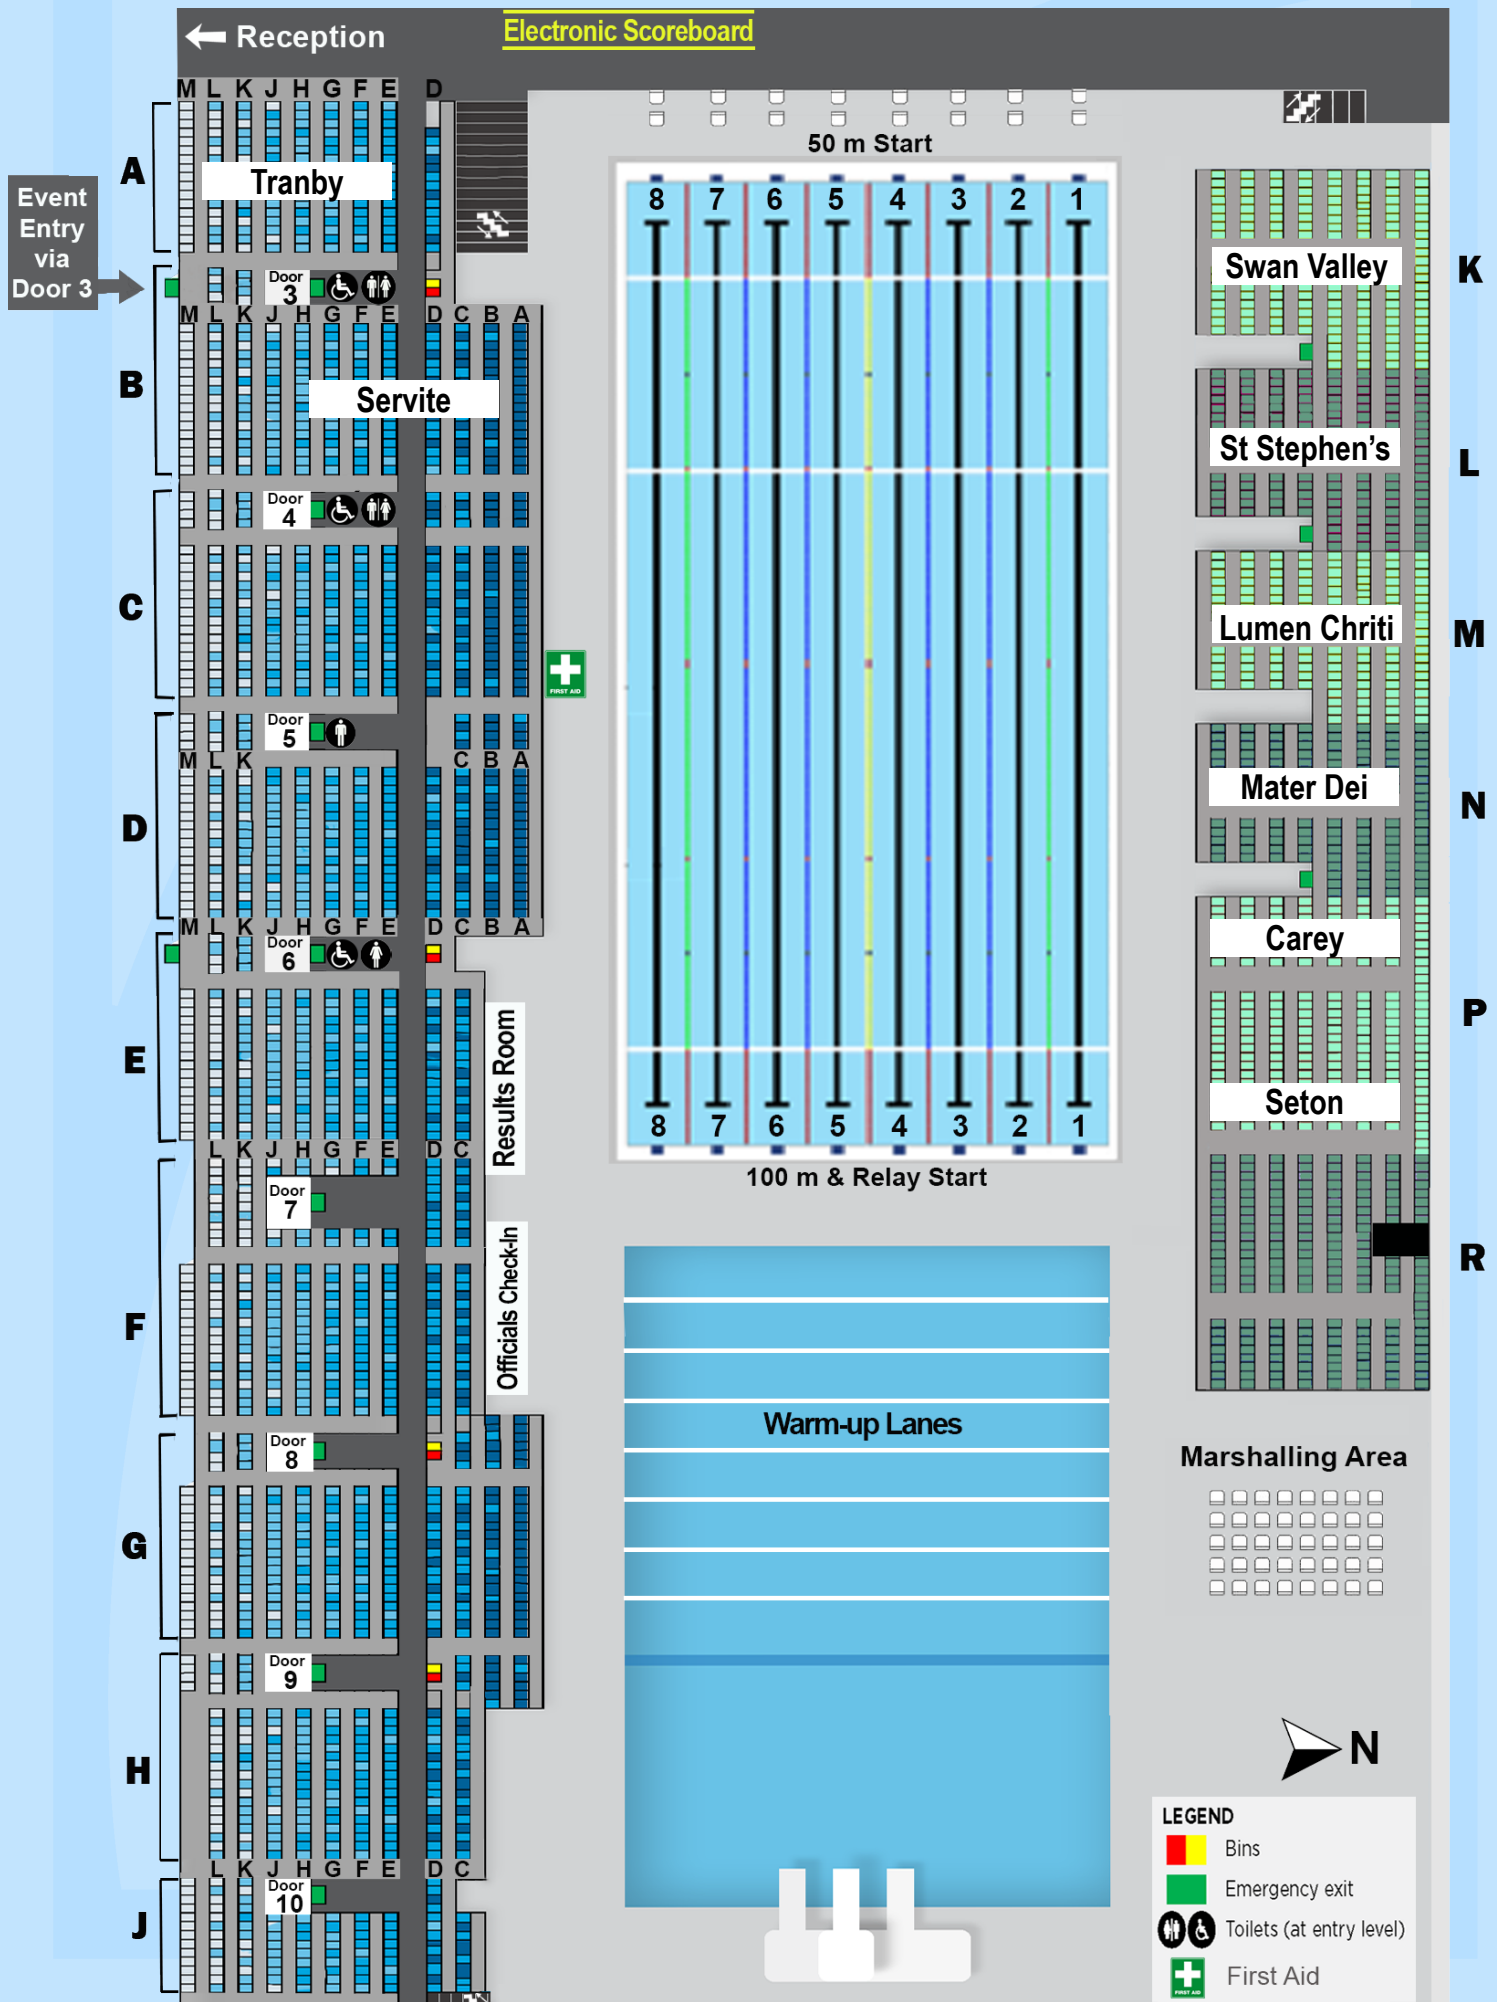 Reception
Electronic Scoreboard
M L K J H G F E D
50 m Start
A
Tranby
Event
Entry
via
Door 3
8 7 6 5 4 3 2 1
Swan Valley
K
Door
3
M L K J H G F E D C B A
B
Servite
St Stephen's
L
Door
4
C
Lumen Chriti
M
FIRST AID
Door
5
M L K C B A
D
Mater Dei
N
M L K J H G F E D C B A
Door
6
Carey
E
Results Room
P
Seton
8 7 6 5 4 3 2 1
L K J H G F E D C
100 m & Relay Start
Door
7
Officials Check-In
R
F
Warm-up Lanes
Door
8
Marshalling Area
G
Door
9
H
N
LEGEND
Bins
L K J H G F E D C
Door
10
Emergency exit
J
Toilets (at entry level)
FIRST AID
First Aid